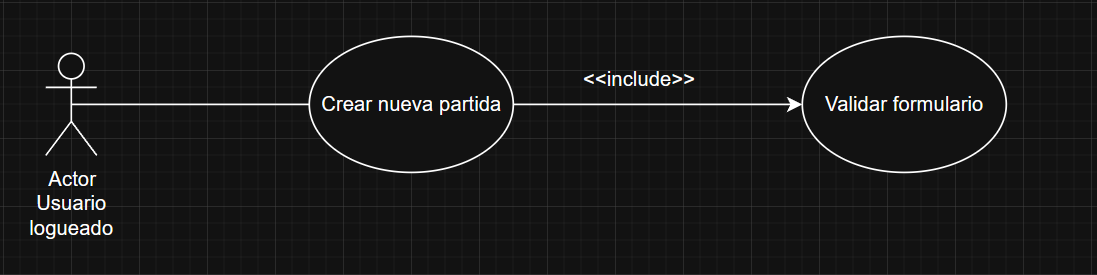 Crear nueva partida
<<include>>
Validar formulario
Actor
Usuario
logueado